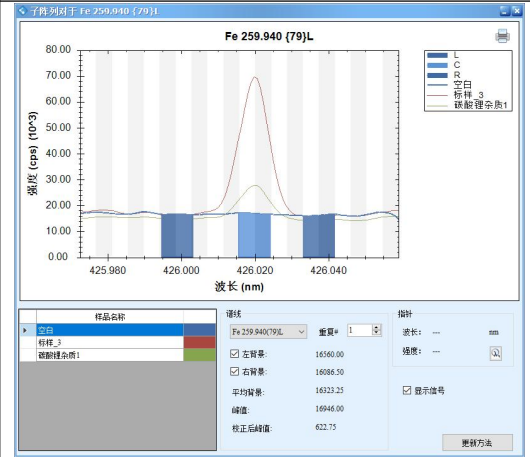 子阵列对于 Fe 259.940 {79}L
Fe 259.940 {79}L
强度 (cps) (10^3)
80.00
70.00
60.00
50.00
40.00
30.00
20.00
10.00
0.00
425.980
426.000
426.020
426.040
波长 (nm)
L
C
R
空白
标样_3
碳酸锂杂质1
样品名称
空白
标样_3
碳酸锂杂质1
谱线
Fe 259.940{79}L
重复# 1
左背景: 16560.00
右背景: 16086.50
平均背景: 16323.25
峰值: 16946.00
校正后峰值: 622.75
指针
波长: --- nm
强度: ---
显示信号
更新方法